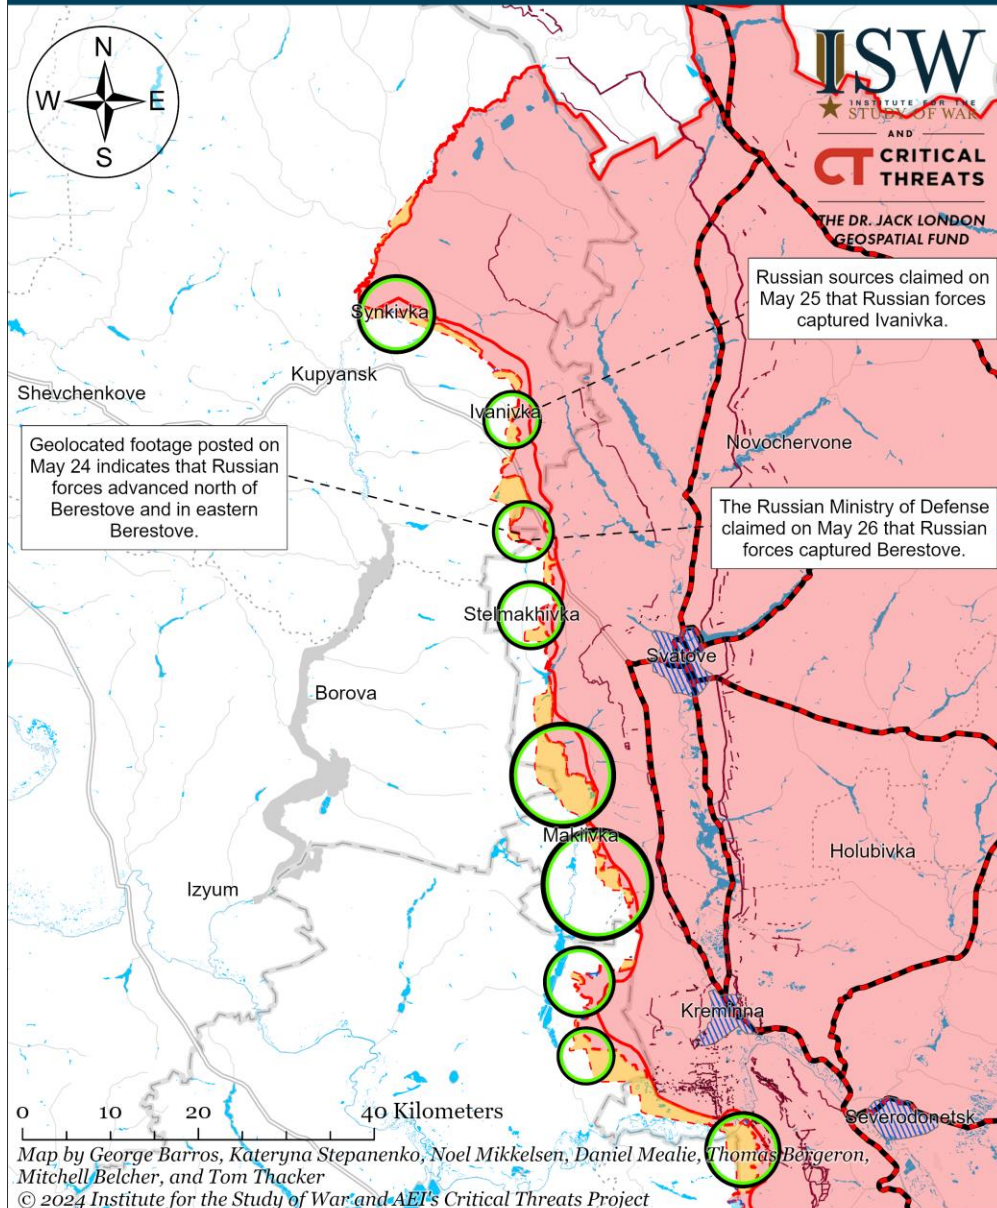 N
W E
S
ISW
INSTITUTE FOR THE
STUDY OF WAR
AND
CT CRITICAL
THREATS
THE DR. JACK LONDON
GEOSPATIAL FUND
Russian sources claimed on
May 25 that Russian forces
captured Ivanivka.
Synkivka
Kupyansk
Shevchenkove
Ivanivka
Novochervone
Geolocated footage posted on
May 24 indicates that Russian
forces advanced north of
Berestove and in eastern
Berestove.
The Russian Ministry of Defense
claimed on May 26 that Russian
forces captured Berestove.
Stelmakhivka
Svatove
Borova
Makiivka
Holubivka
Izyum
Kreminna
Severodonetsk
0 10 20 40 Kilometers
Map by George Barros, Kateryna Stepanenko, Noel Mikkelsen, Daniel Mealie, Thomas Bergeron,
Mitchell Belcher, and Tom Thacker
© 2024 Institute for the Study of War and AEI's Critical Threats Project